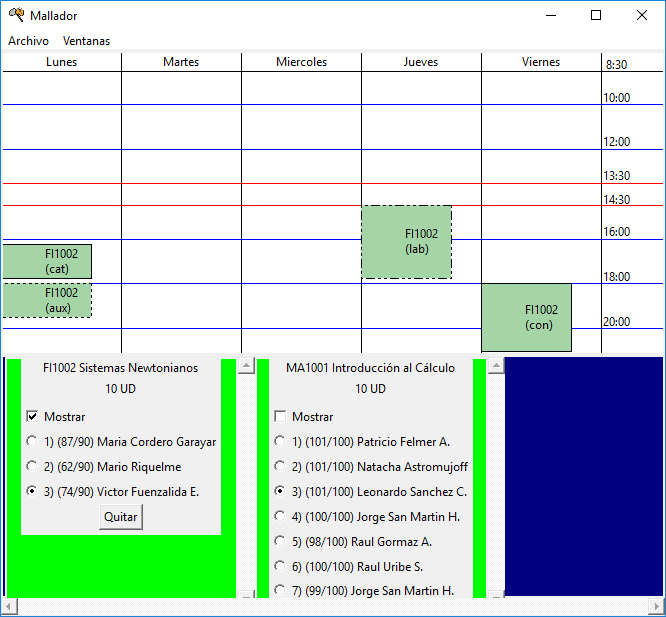 Mallador
Archivo Ventanas
Lunes Martes Miercoles Jueves Viernes 8:30
10:00
12:00
13:30
14:30
16:00
18:00
20:00
FI1002
(lab)
FI1002
(cat)
FI1002
(aux)
FI1002
(con)
FI1002 Sistemas Newtonianos
10 UD
Mostrar
1) (87/90) Maria Cordero Garayar
2) (62/90) Mario Riquelme
3) (74/90) Victor Fuenzalida E.
Quitar
MA1001 Introducción al Cálculo
10 UD
Mostrar
1) (101/100) Patricio Felmer A.
2) (101/100) Natacha Astromujoff
3) (101/100) Leonardo Sanchez C.
4) (100/100) Jorge San Martin H.
5) (98/100) Raul Gormaz A.
6) (100/100) Raul Uribe S.
7) (99/100) Jorge San Martin H.